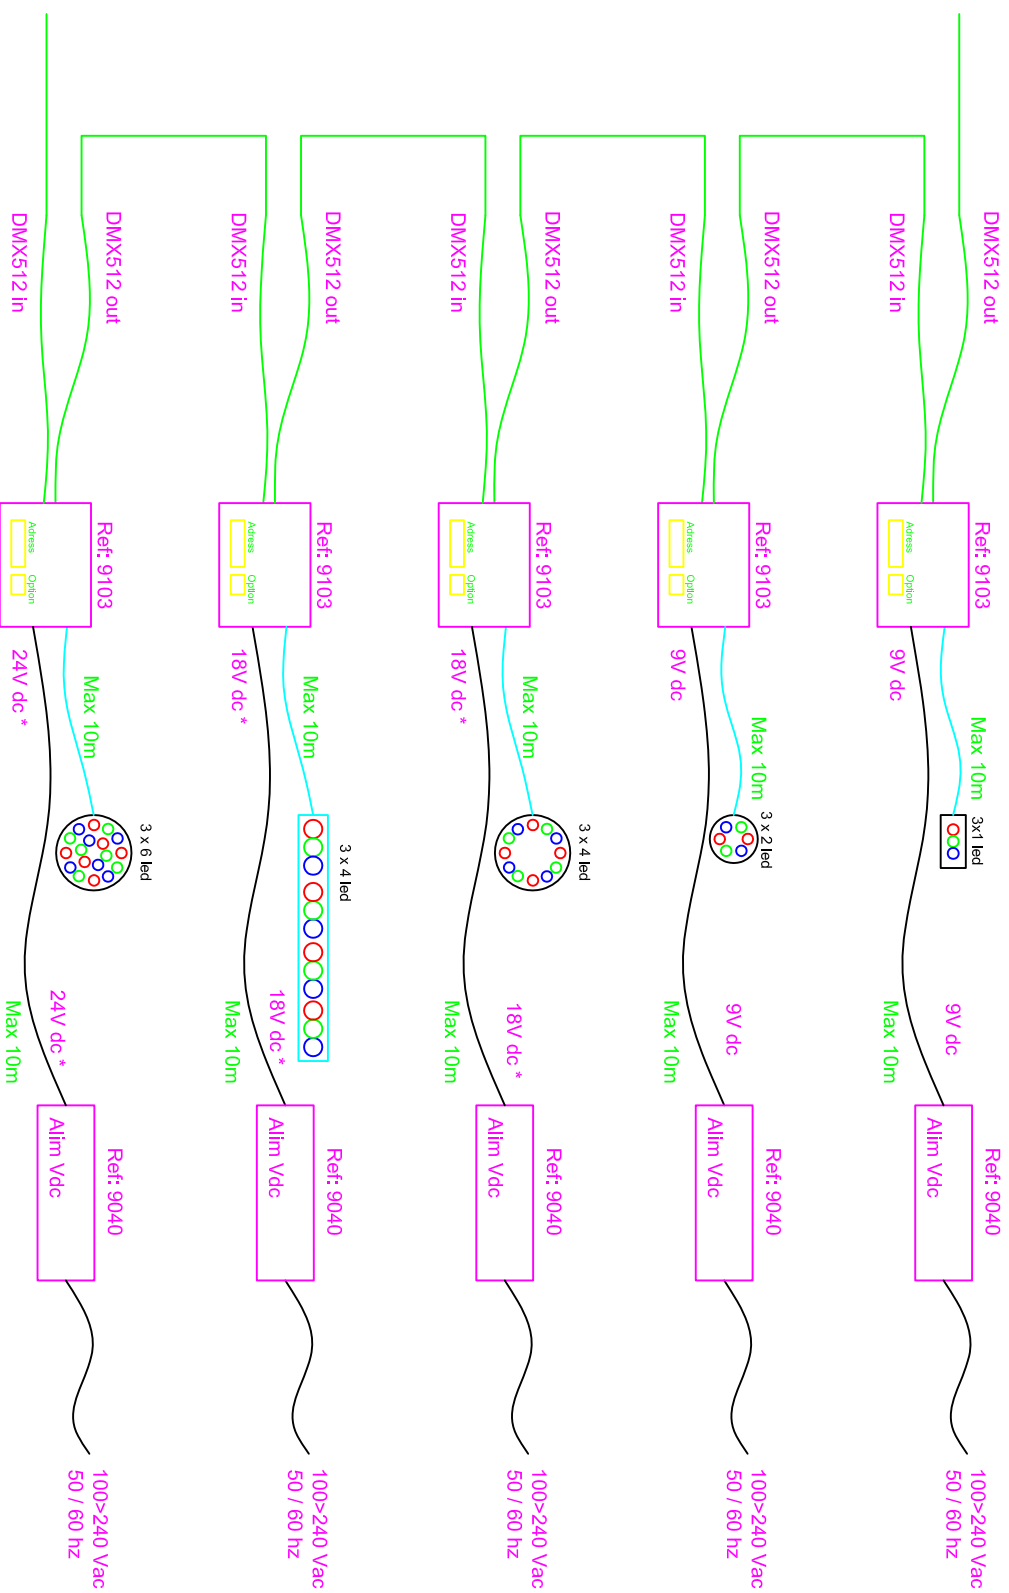 DMX512 out
DMX512 in
Ref: 9103
Adress
Option
9V dc
Max 10m
3x1 led
9V dc
Max 10m
Ref: 9040
Alim Vdc
100>240 Vac
50 / 60 hz
DMX512 out
DMX512 in
Ref: 9103
Adress
Option
9V dc
Max 10m
3 x 2 led
9V dc
Max 10m
Ref: 9040
Alim Vdc
100>240 Vac
50 / 60 hz
DMX512 out
DMX512 in
Ref: 9103
Adress
Option
18V dc *
Max 10m
3 x 4 led
18V dc *
Max 10m
Ref: 9040
Alim Vdc
100>240 Vac
50 / 60 hz
DMX512 out
DMX512 in
Ref: 9103
Adress
Option
18V dc *
Max 10m
3 x 4 led
18V dc *
Max 10m
Ref: 9040
Alim Vdc
100>240 Vac
50 / 60 hz
DMX512 out
DMX512 in
Ref: 9103
Adress
Option
24V dc *
Max 10m
3 x 6 led
24V dc *
Max 10m
Ref: 9040
Alim Vdc
100>240 Vac
50 / 60 hz